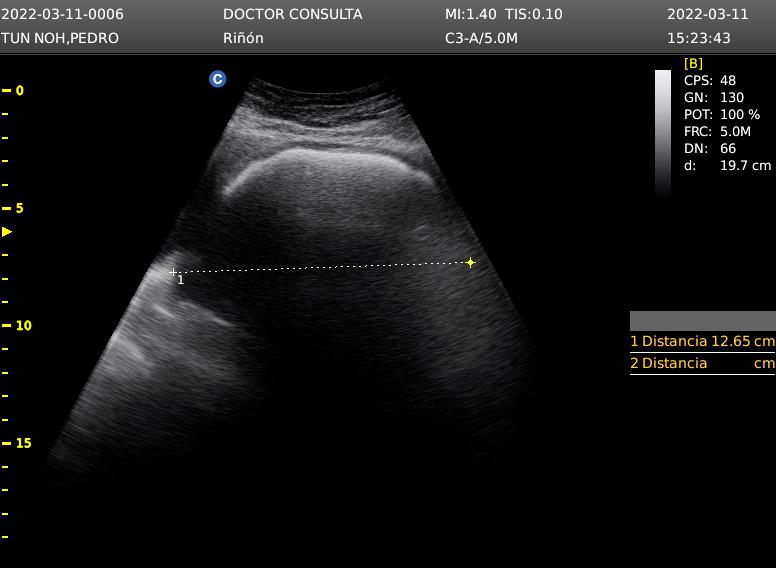 2022-03-11-0006 DOCTOR CONSULTA MI:1.40 TIS:0.10 2022-03-11
TUN NOH,PEDRO Riñón C3-A/5.0M 15:23:43
C
[B]
CPS: 48
GN: 130
POT: 100 %
FRC: 5.0M
DN: 66
d: 19.7 cm
0
5
10
15
1
1 Distancia 12.65 cm
2 Distancia cm